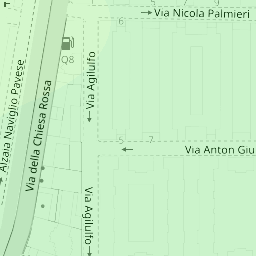 Via Nicola Palmieri
6
Q8
Via Agilulfo
Alzaia Naviglio Pavese
Via della Chiesa Rossa
5
7
Via Anton Giu
Via Agilulfo